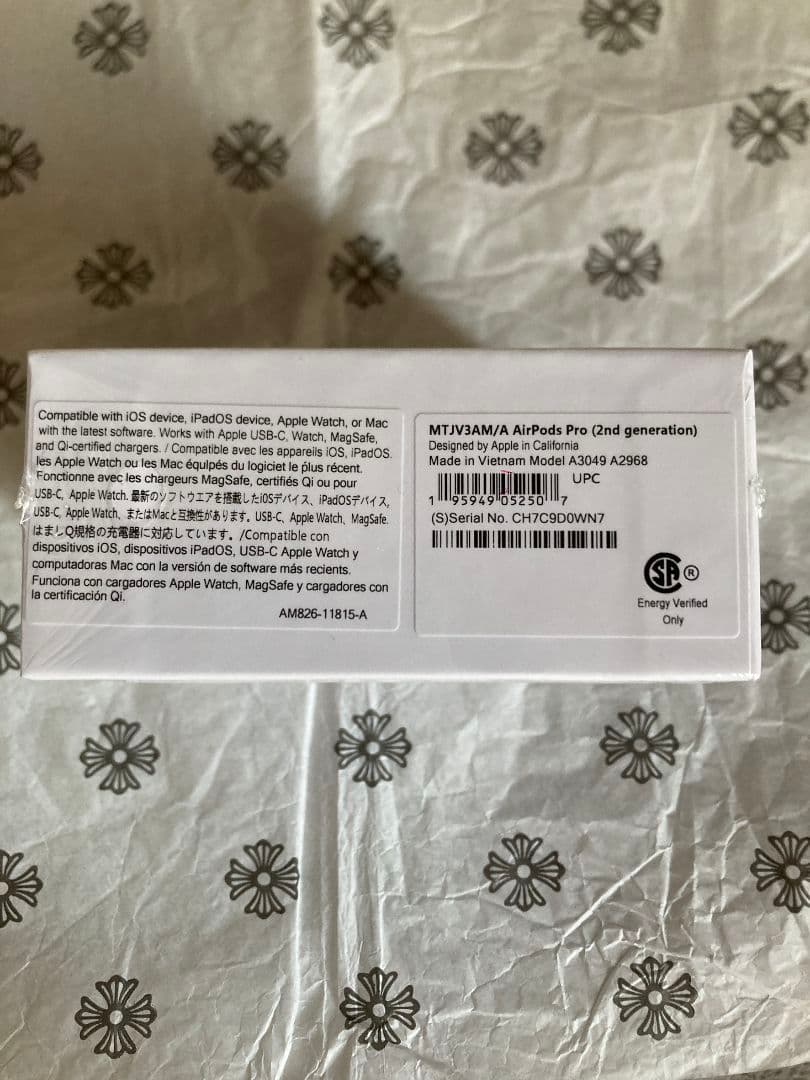 Compatible with iOS device, iPadOS device, Apple Watch, or Mac
with the latest software. Works with Apple USB-C, Watch, MagSafe,
and Qi-certified chargers. / Compatible avec les appareils iOS, iPadOS.
les Apple Watch ou les Mac équlpés du logiciet le plus récent.
Fonctionne avec les chargeurs MagSafe, certifiés Qi ou pour
USB-C, Apple Watch. 最新のソフトウエアを搭載したiOSデバイス、iPadOSデバイス,
USB-C, Apple Watch、またはMacと互換性があります。USB-C、Apple Watch、MagSafe.
はましQ規格の充電器に対応しています。/Compatible con
dispositivos iOS, dispositivos iPadOS, USB-C Apple Watch y
computadoras Mac con la versión de software más recients.
Funciona con cargadores Apple Watch, MagSafe y cargadores con
la certificación Qi.
AM826-11815-A
MTJV3AM/A AirPods Pro (2nd generation)
Designed by Apple in California
Made in Vietnam Model A3049 A2968
UPC
1 95949 05250 7
(S)Serial No. CH7C9D0WN7
SA ®
Energy Verified
Only